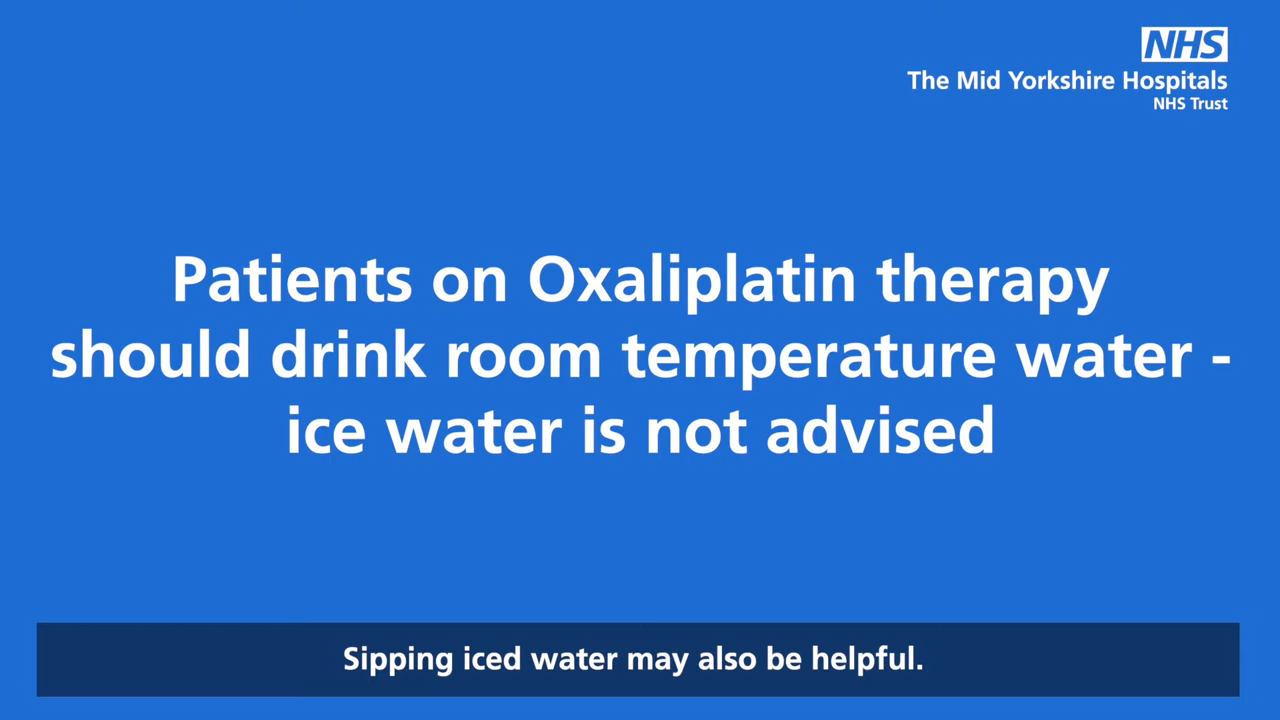 NHS
The Mid Yorkshire Hospitals
NHS Trust
Patients on Oxaliplatin therapy
should drink room temperature water -
ice water is not advised
Sipping iced water may also be helpful.